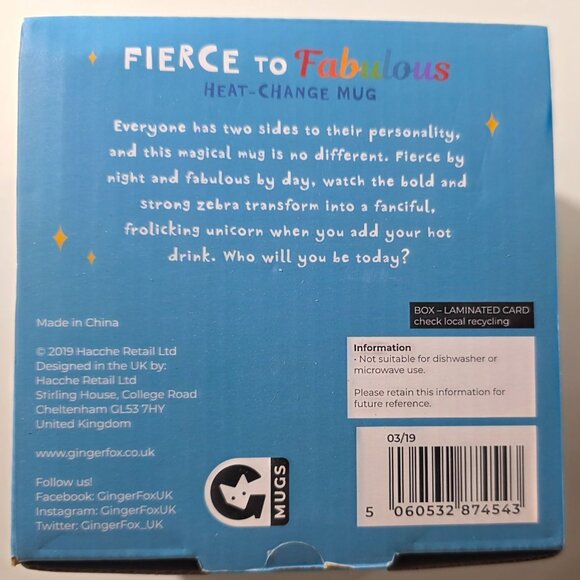 FIERCE TO Fabulous
HEAT-CHANGE MUG
Everyone has two sides to their personality,
and this magical mug is no different. Fierce by
night and fabulous by day, watch the bold and
strong zebra transform into a fanciful,
frolicking unicorn when you add your hot
drink. Who will you be today?
BOX – LAMINATED CARD
check local recycling
Made in China
© 2019 Hacche Retail Ltd
Designed in the UK by:
Hacche Retail Ltd
Stirling House, College Road
Cheltenham GL53 7HY
United Kingdom
www.gingerfox.co.uk
Follow us!
Facebook: GingerFoxUK
Instagram: GingerFoxUK
Twitter: GingerFox_UK
G MUGS
Information
• Not suitable for dishwasher or
microwave use.
Please retain this information for
future reference.
03/19
5 060532 874543